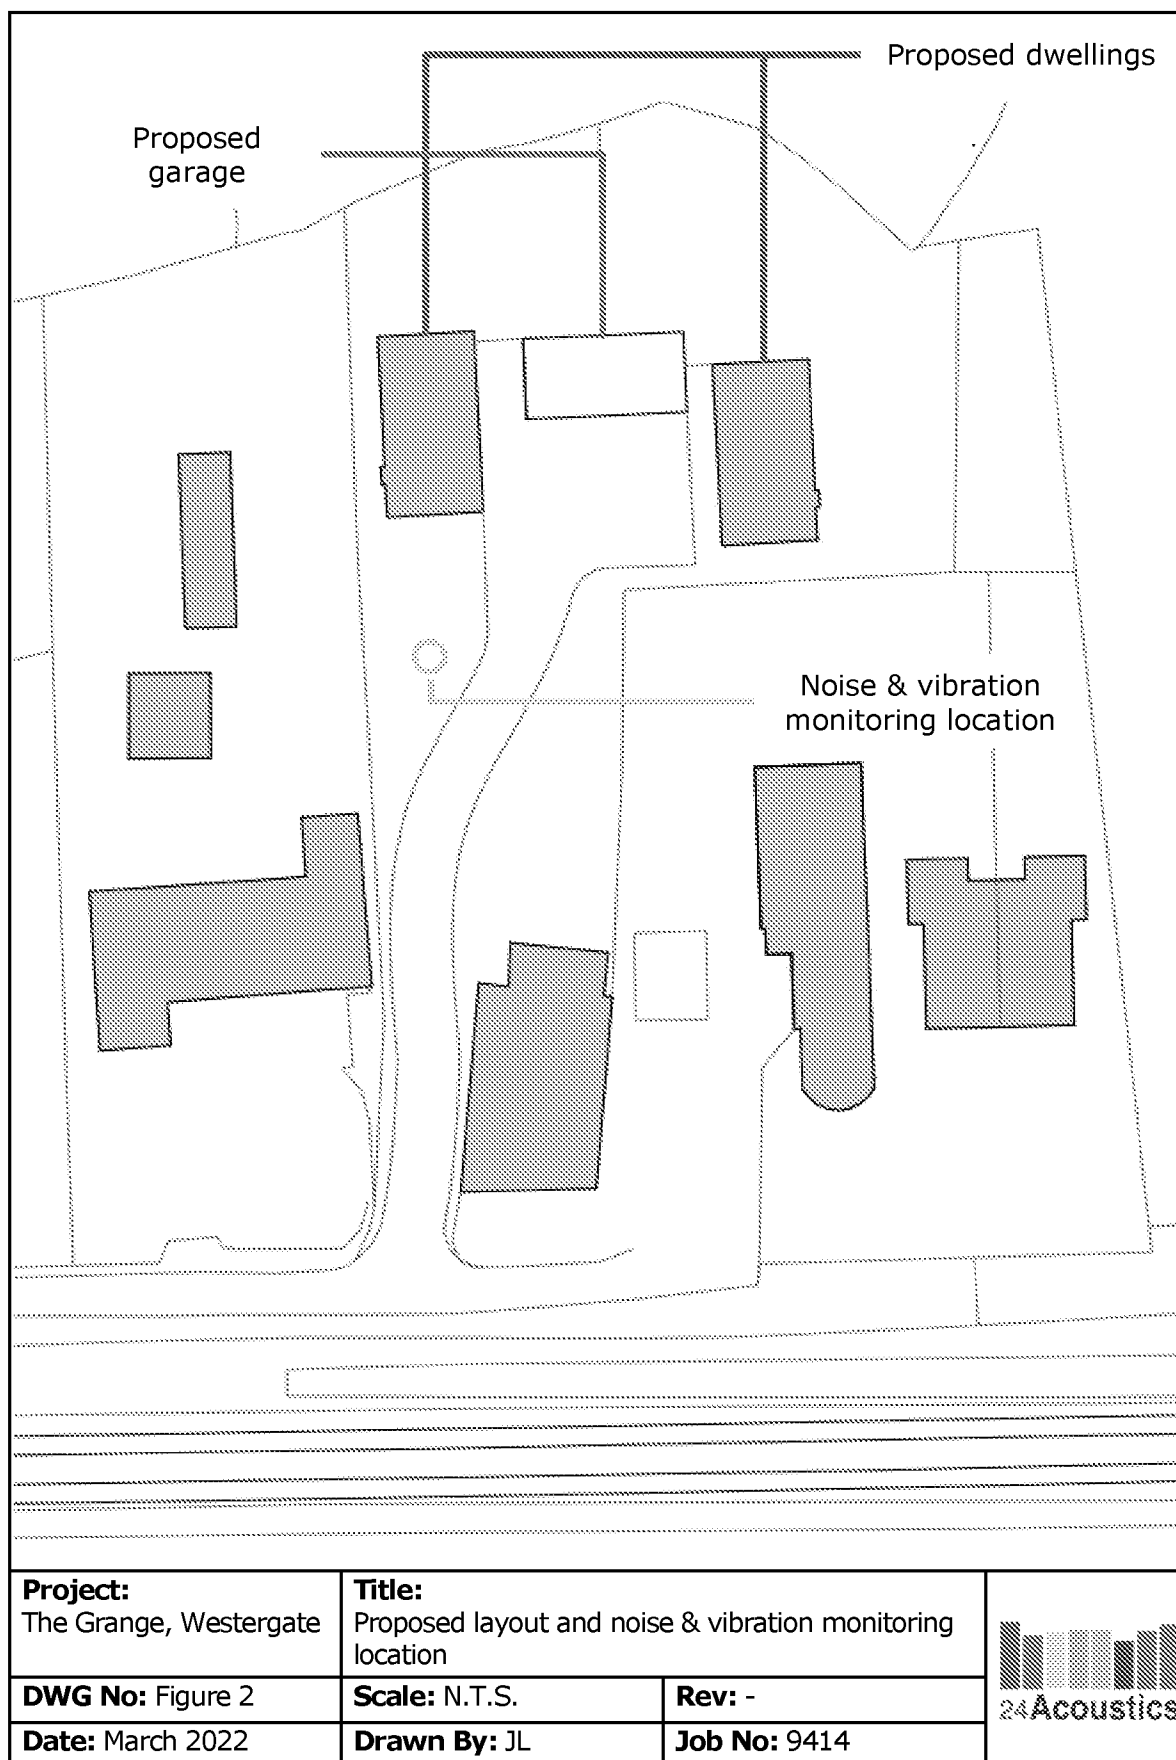 Proposed dwellings
Proposed
garage
Noise & vibration
monitoring location
Project:
The Grange, Westergate
Title:
Proposed layout and noise & vibration monitoring
location
DWG No: Figure 2
Scale: N.T.S.
Rev: -
Date: March 2022
Drawn By: JL
Job No: 9414
24Acoustics